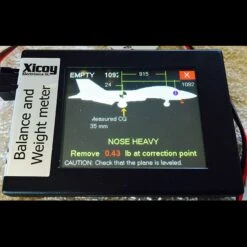 Xicoy
Electronica SL
Balance and
Weight meter
EMPTY 1092 915 X
24 1092
Measured CG
35 mm
NOSE HEAVY
Remove 0.43 lb at correction point
CAUTION: Check that the plane is leveled.